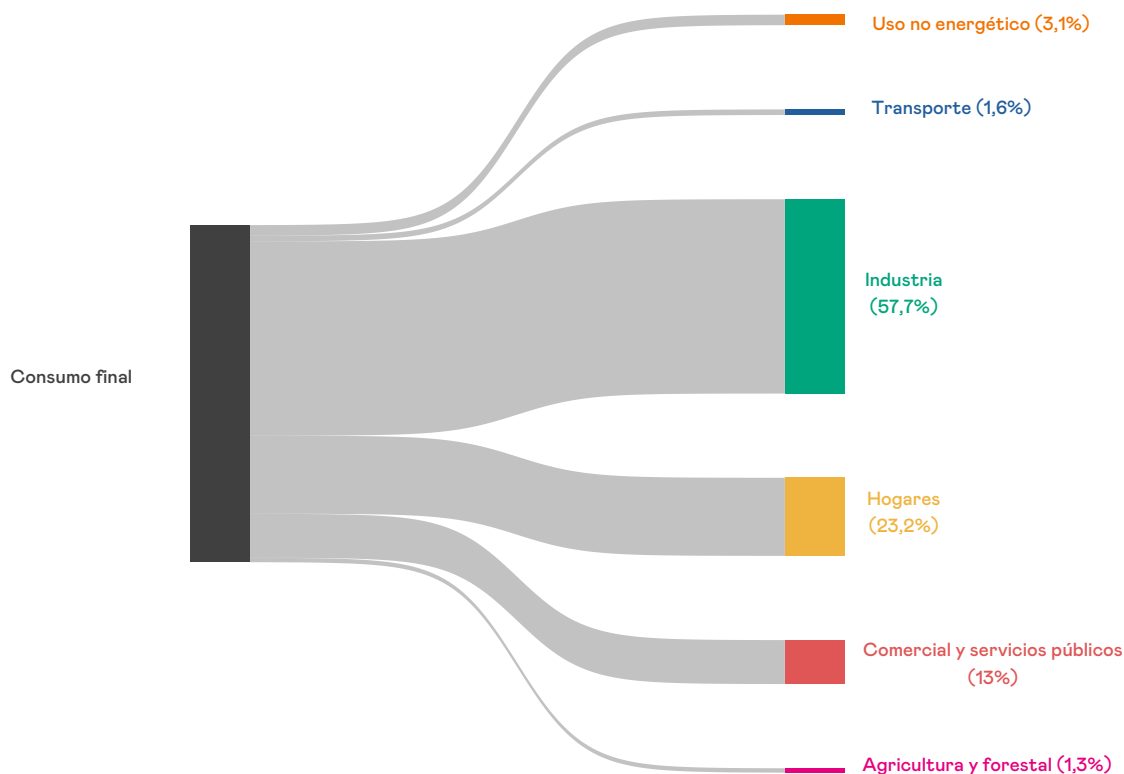 Uso no energético (3,1%)
Transporte (1,6%)
Industria
(57,7%)
Consumo final
Hogares
(23,2%)
Comercial y servicios públicos
(13%)
Agricultura y forestal (1,3%)